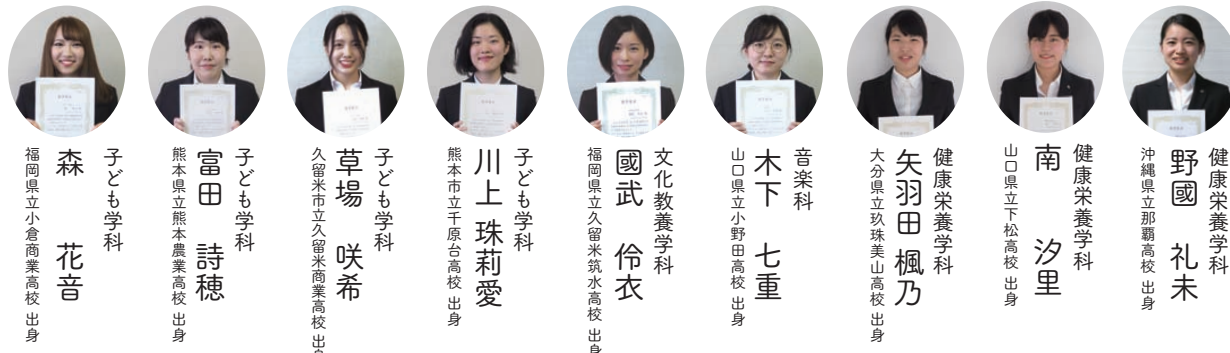 健康栄養学科
野國 礼未
沖縄県立那覇高校 出身
健康栄養学科
南 汐里
山口県立下松高校 出身
健康栄養学科
矢羽田 楓乃
大分県立玖珠美山高校 出身
音楽科
木下 七重
山口県立小野田高校 出身
文化教養学科
國武 伶衣
福岡県立久留米筑水高校 出身
子ども学科
川上 珠莉愛
熊本市立千原台高校 出身
子ども学科
草場 咲希
久留米市立久留米商業高校 出身
子ども学科
富田 詩穂
熊本県立熊本農業高校 出身
子ども学科
森 花音
福岡県立小倉商業高校 出身